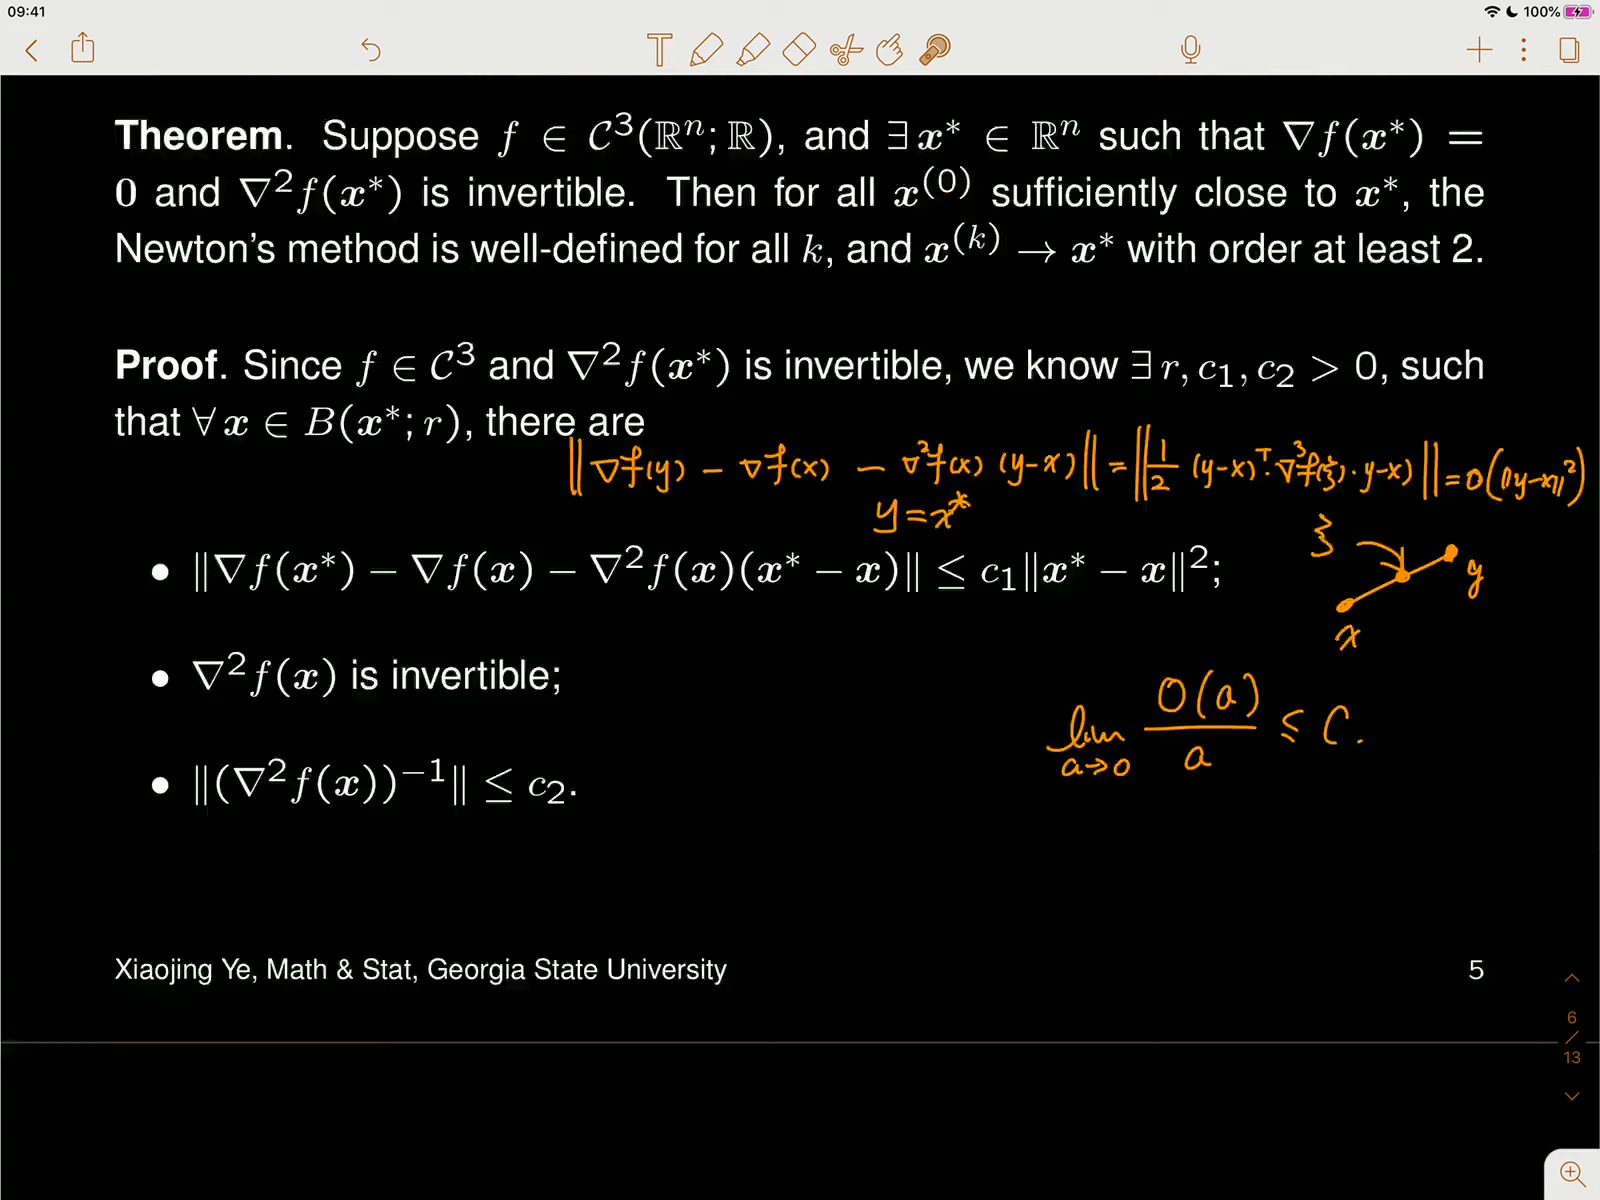 09:41
100%
Theorem. Suppose f ∈ C³(ℝⁿ; ℝ), and ∃ x* ∈ ℝⁿ such that ∇f(x*) =
0 and ∇²f(x*) is invertible. Then for all x⁽⁰⁾ sufficiently close to x*, the
Newton's method is well-defined for all k, and x⁽ᵏ⁾ → x* with order at least 2.
Proof. Since f ∈ C³ and ∇²f(x*) is invertible, we know ∃ r, c₁, c₂ > 0, such
that ∀ x ∈ B(x*; r), there are
‖∇f(y) − ∇f(x) − ∇²f(x) (y−x)‖ = ‖1/2 (y−x)ᵀ·∇³f(ξ)·y−x)‖ = O(‖y−x‖²)
y = x*
ξ
• ‖∇f(x*) − ∇f(x) − ∇²f(x)(x* − x)‖ ≤ c₁‖x* − x‖²;
y
x
• ∇²f(x) is invertible;
lim a→0 O(a)/a ≤ C.
• ‖(∇²f(x))⁻¹‖ ≤ c₂.
Xiaojing Ye, Math & Stat, Georgia State University
5
6
/
13